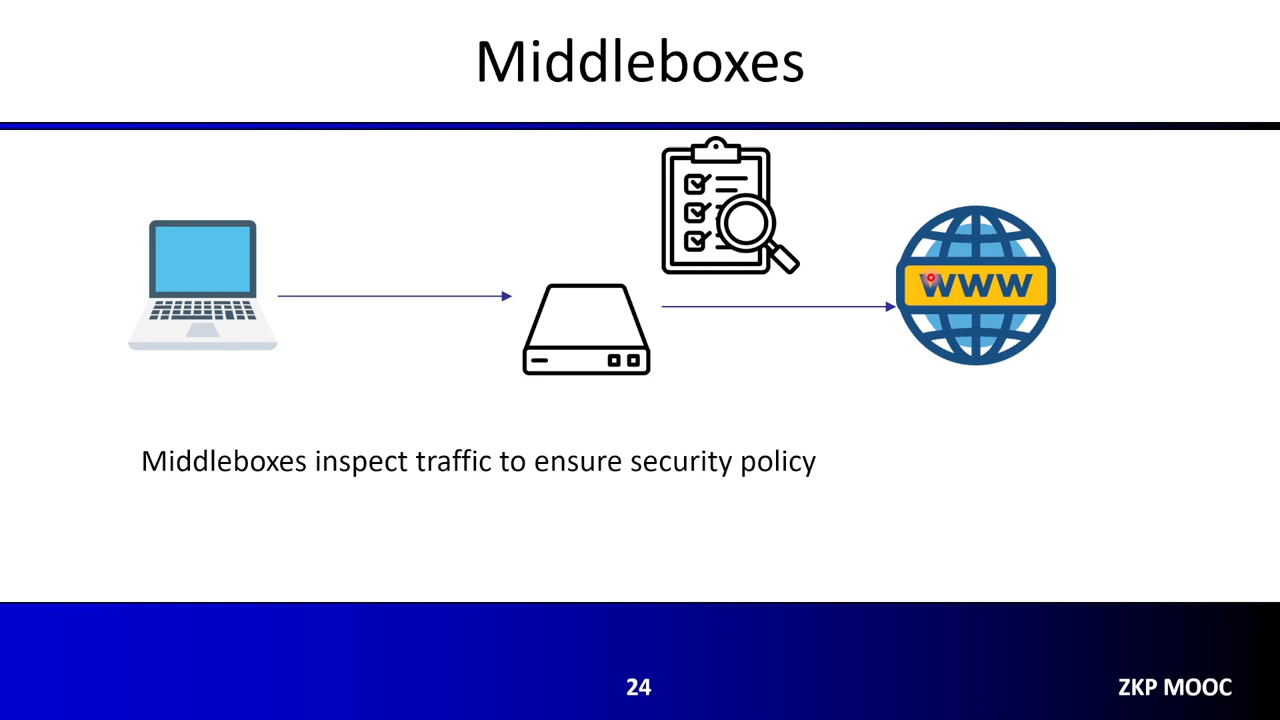 Middleboxes
WWW
Middleboxes inspect traffic to ensure security policy
24
ZKP MOOC